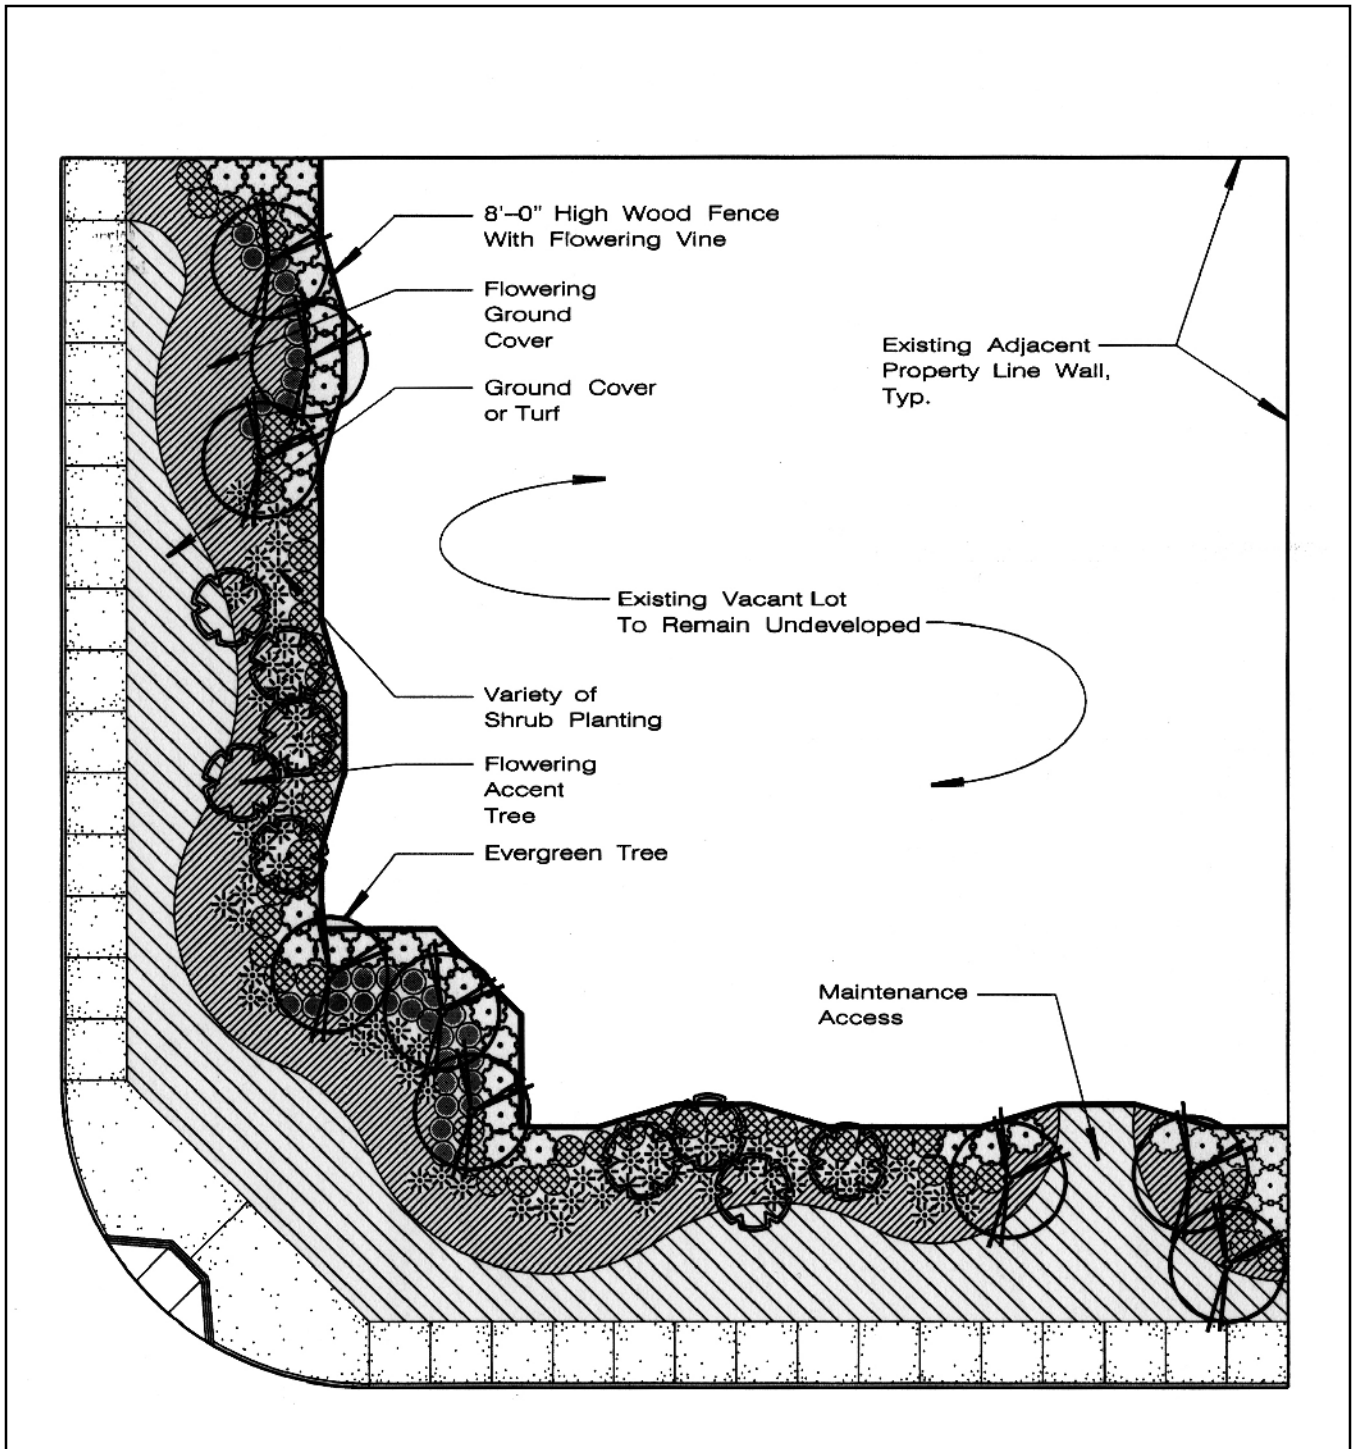 8'-0" High Wood Fence
With Flowering Vine
Flowering
Ground
Cover
Existing Adjacent
Property Line Wall,
Typ.
Ground Cover
or Turf
Existing Vacant Lot
To Remain Undeveloped
Variety of
Shrub Planting
Flowering
Accent
Tree
Evergreen Tree
Maintenance
Access